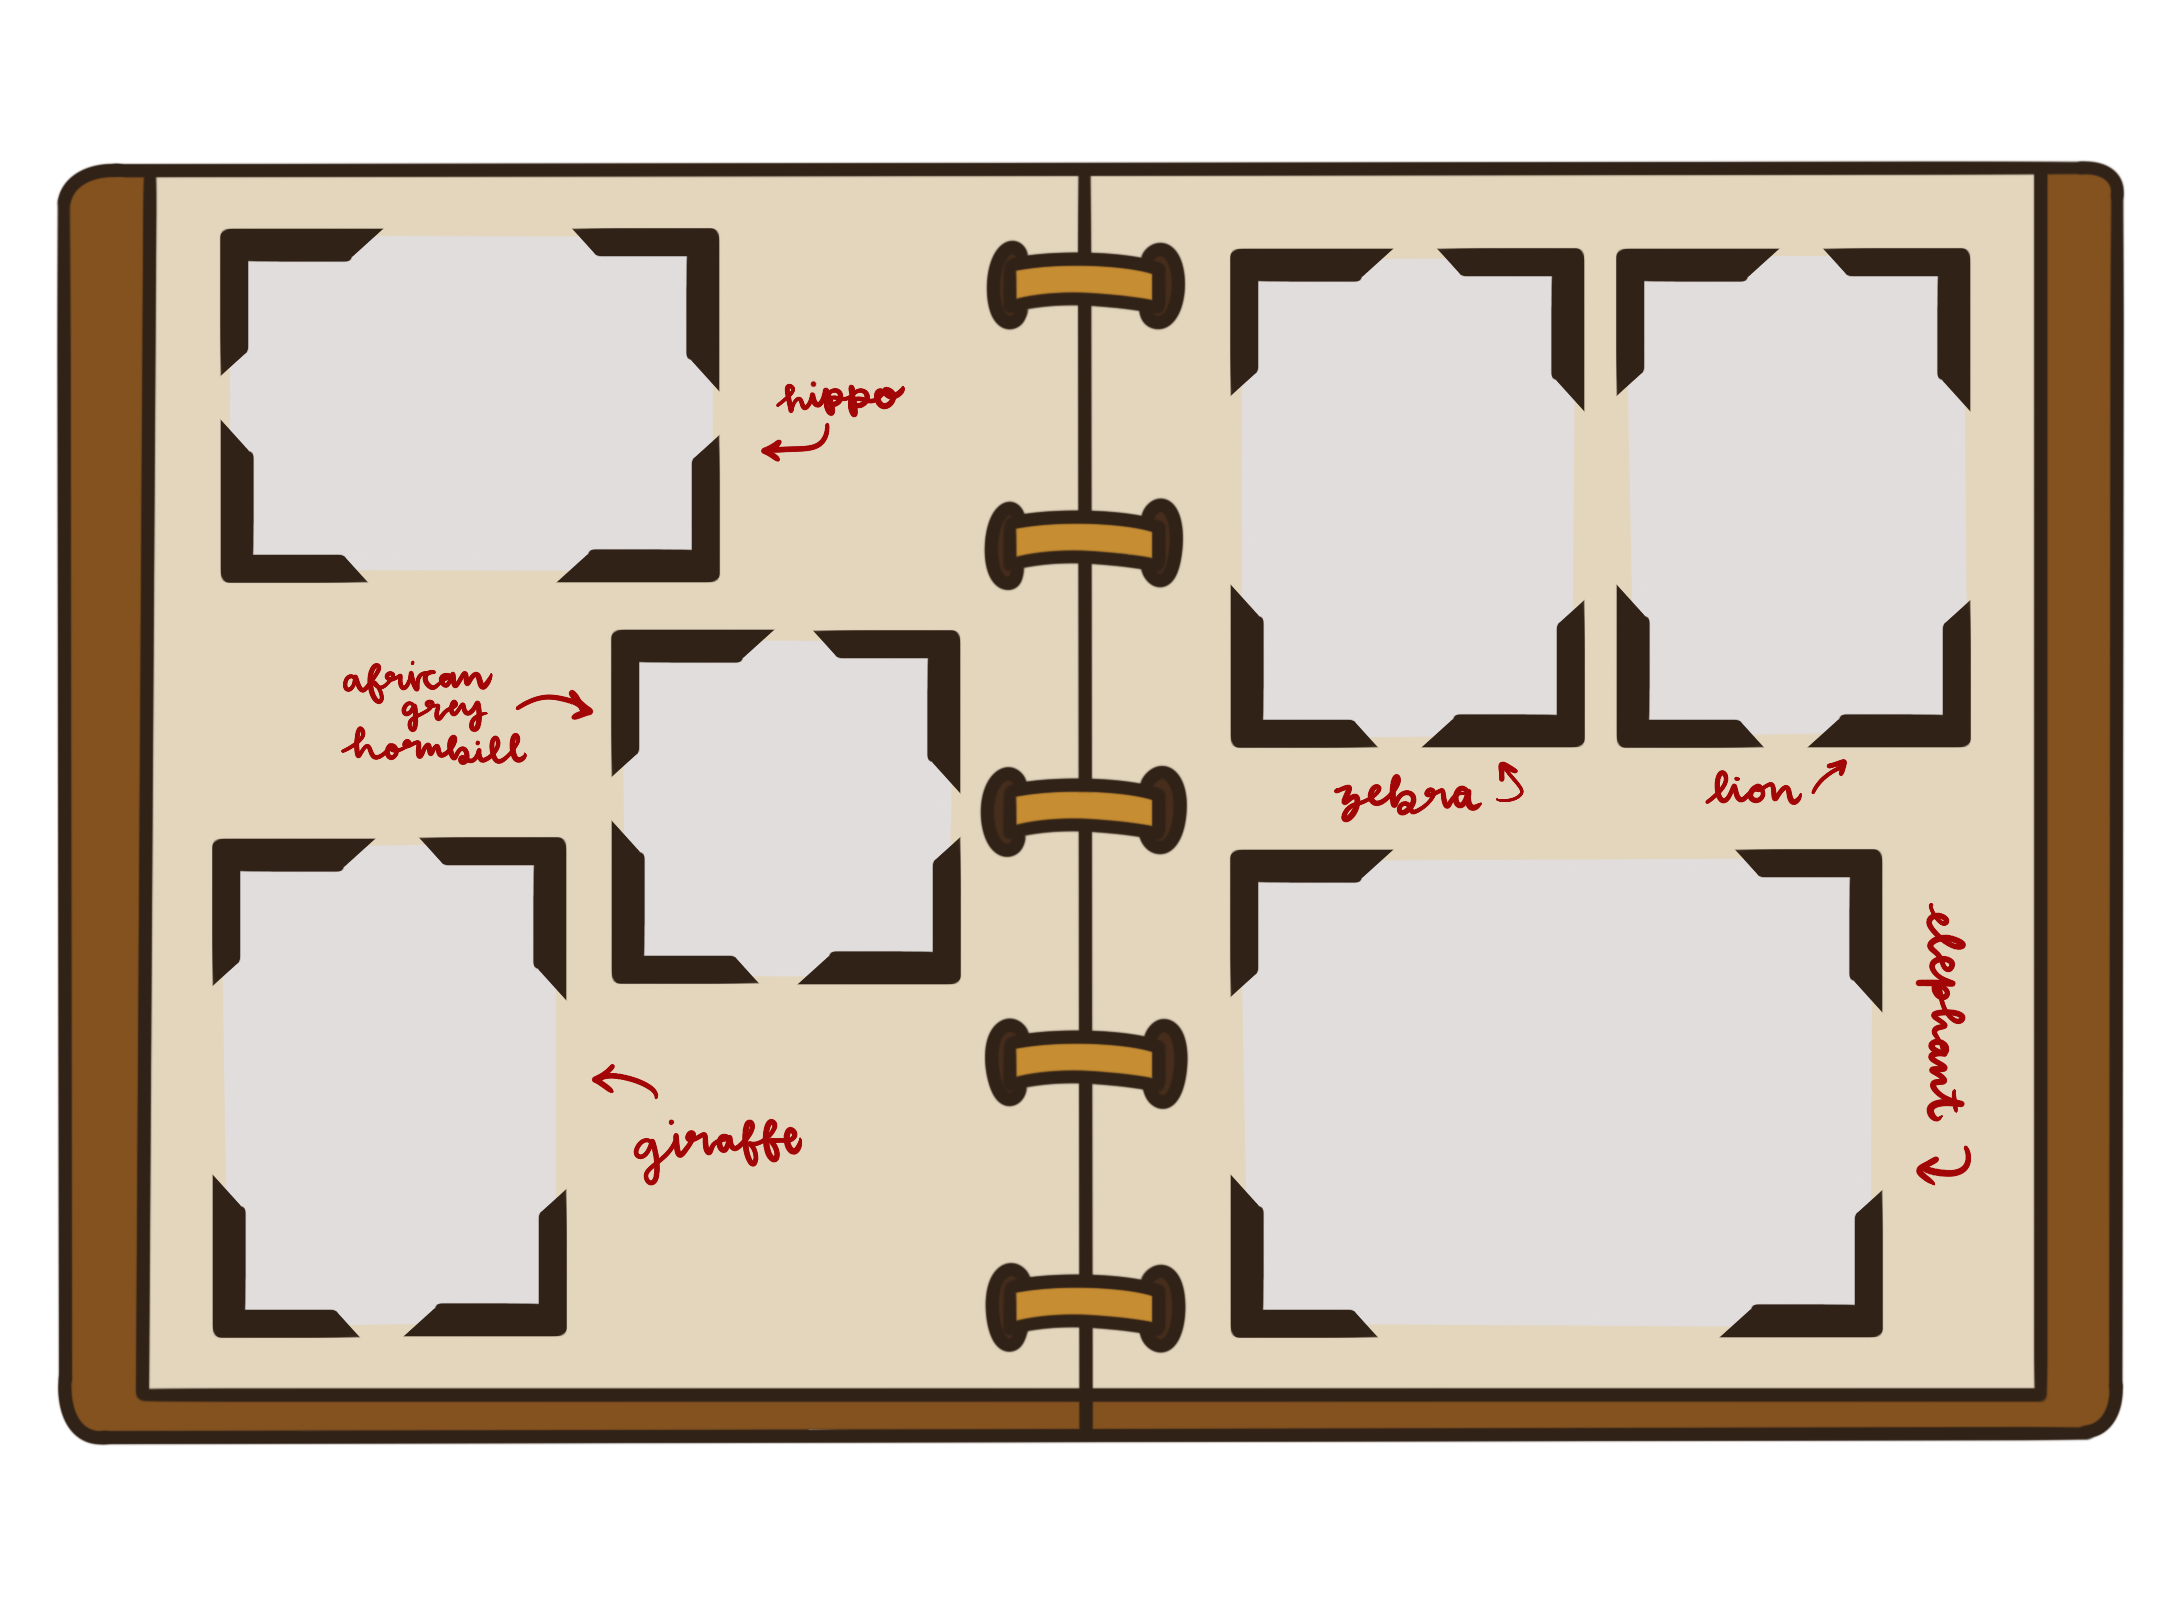 hippo
african
grey
hornbill
giraffe
zebra
lion
elephant